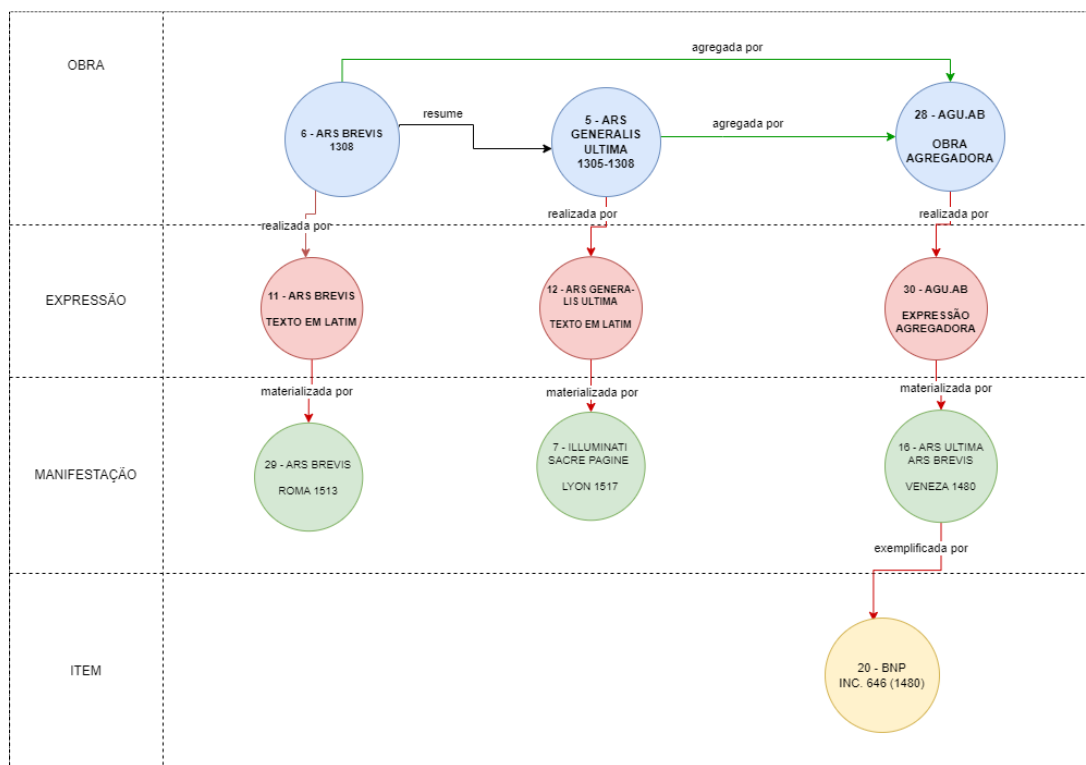 OBRA
agregada por
6 - ARS BREVIS
1308
resume
5 - ARS
GENERALIS
ULTIMA
1305-1308
agregada por
28 - AGU.AB
OBRA
AGREGADORA
realizada por
realizada por
realizada por
EXPRESSÃO
11 - ARS BREVIS
TEXTO EM LATIM
12 - ARS GENERA-
LIS ULTIMA
TEXTO EM LATIM
30 - AGU.AB
EXPRESSÃO
AGREGADORA
materializada por
materializada por
materializada por
MANIFESTAÇÃO
29 - ARS BREVIS
ROMA 1513
7 - ILLUMINATI
SACRE PAGINE
LYON 1517
16 - ARS ULTIMA
ARS BREVIS
VENEZA 1480
exemplificada por
ITEM
20 - BNP
INC. 646 (1480)